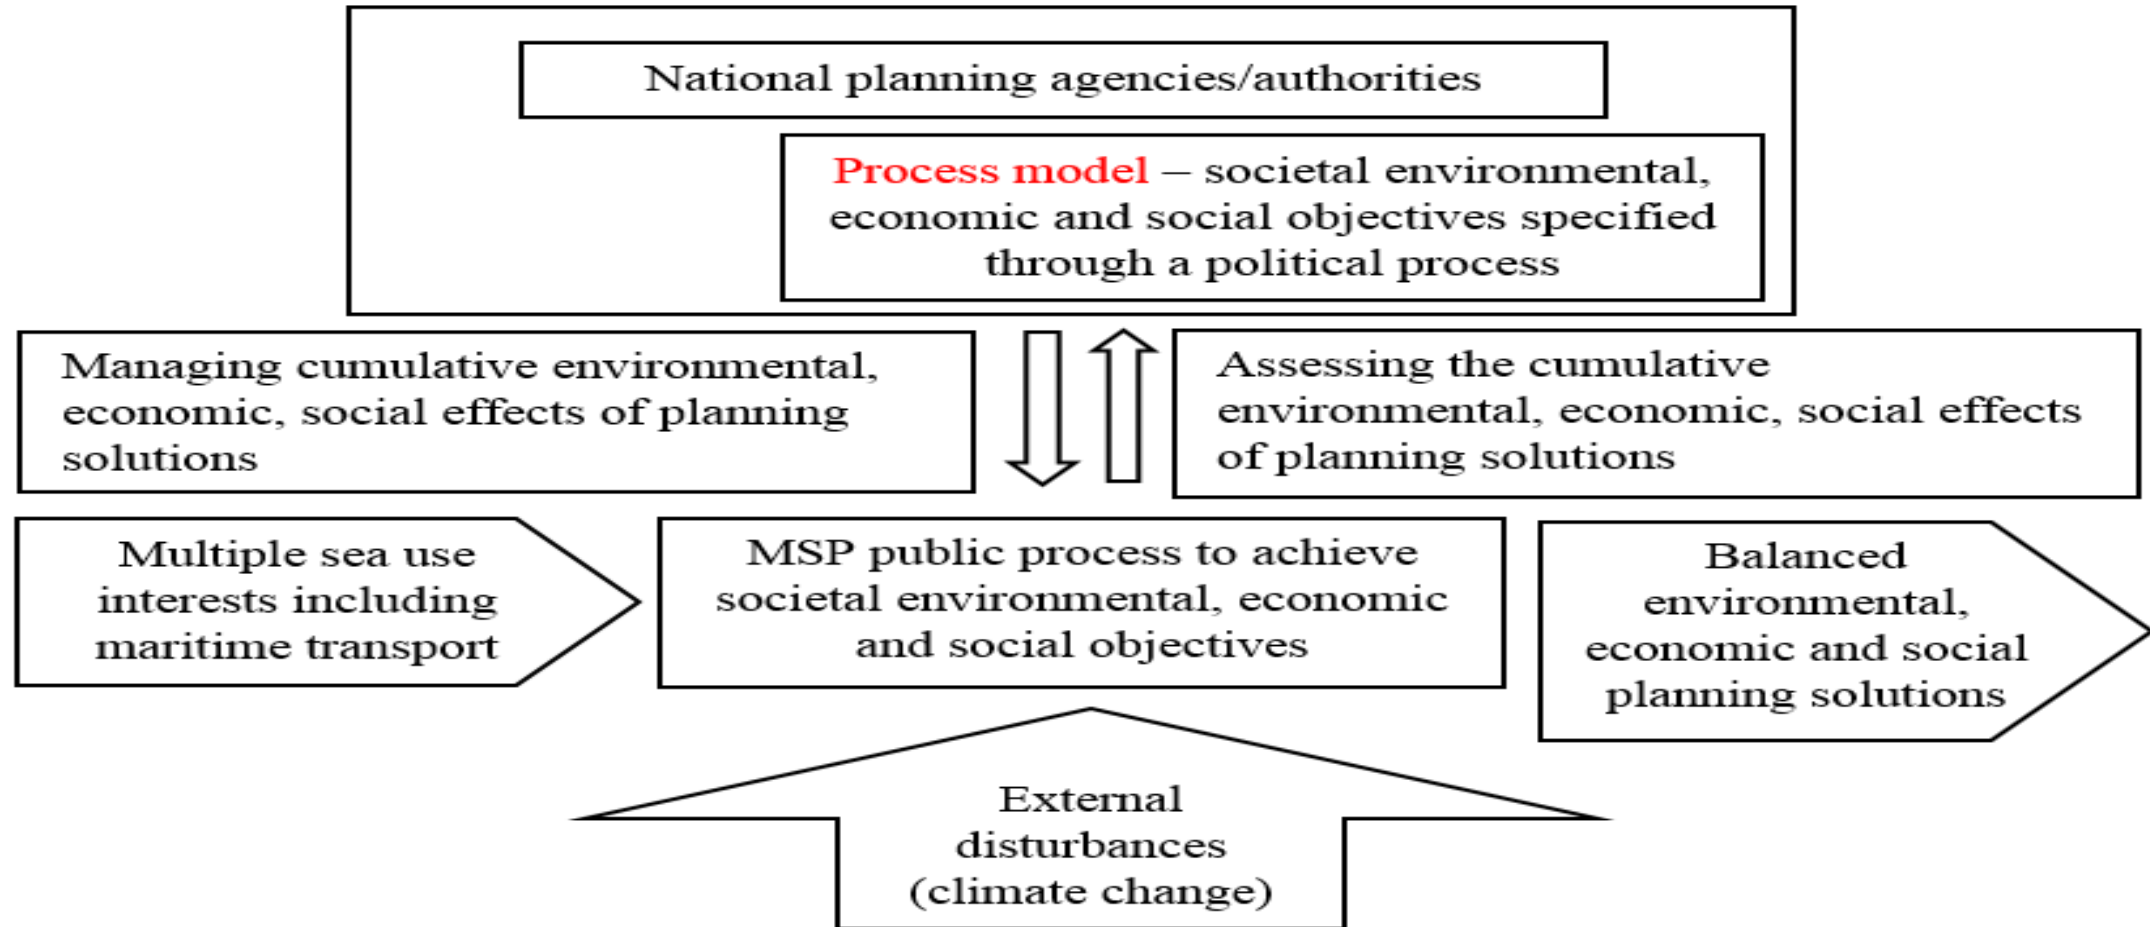 National planning agencies/authorities
Process model – societal environmental,
economic and social objectives specified
through a political process
Managing cumulative environmental,
economic, social effects of planning
solutions
Assessing the cumulative
environmental, economic, social effects
of planning solutions
Multiple sea use
interests including
maritime transport
MSP public process to achieve
societal environmental, economic
and social objectives
Balanced
environmental,
economic and social
planning solutions
External
disturbances
(climate change)